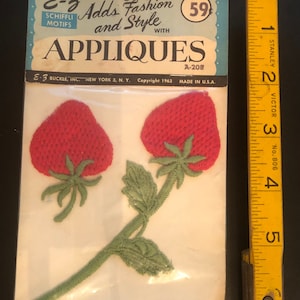 E-Z
SCHIFFLI
MOTIFS
Adds Fashion
and Style
WITH
59¢
APPLIQUES
A-208
E-Z BUCKLE, INC. NEW YORK 3, N. Y. Copyright 1963 MADE IN U.S.A.
1 STANLEY 2 VICTOR 3 No. 806 4 5